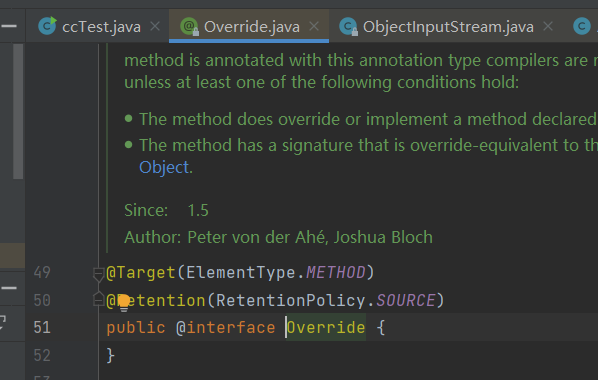 ccTest.java
Override.java
ObjectInputStream.java
method is annotated with this annotation type compilers are
unless at least one of the following conditions hold:
The method does override or implement a method declared
The method has a signature that is override-equivalent to
Object.
Since: 1.5
Author: Peter von der Ahé, Joshua Bloch
49 @Target(ElementType.METHOD)
50 @Retention(RetentionPolicy.SOURCE)
51 public @interface Override {
52 }
53